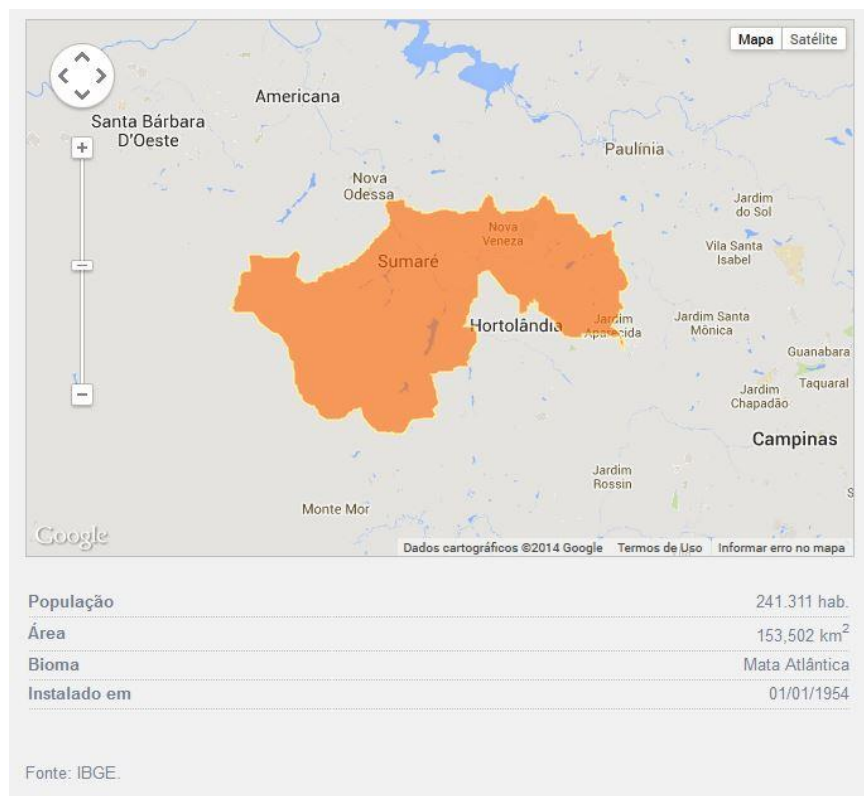 Mapa Satélite
Americana
Santa Bárbara
D'Oeste
Paulínia
Nova
Odessa
Jardim
do Sol
Nova
Veneza
Vila Santa
Isabel
Sumaré
Jardim Santa
Mônica
Hortolândia
Jardim
Aparecida
Guanabara
Taquaral
Jardim
Chapadão
Campinas
Jardim
Rossin
S
Monte Mor
Google
Dados cartográficos ©2014 Google Termos de Uso Informar erro no mapa
População 241.311 hab.
Área 153,502 km²
Bioma Mata Atlântica
Instalado em 01/01/1954
Fonte: IBGE.